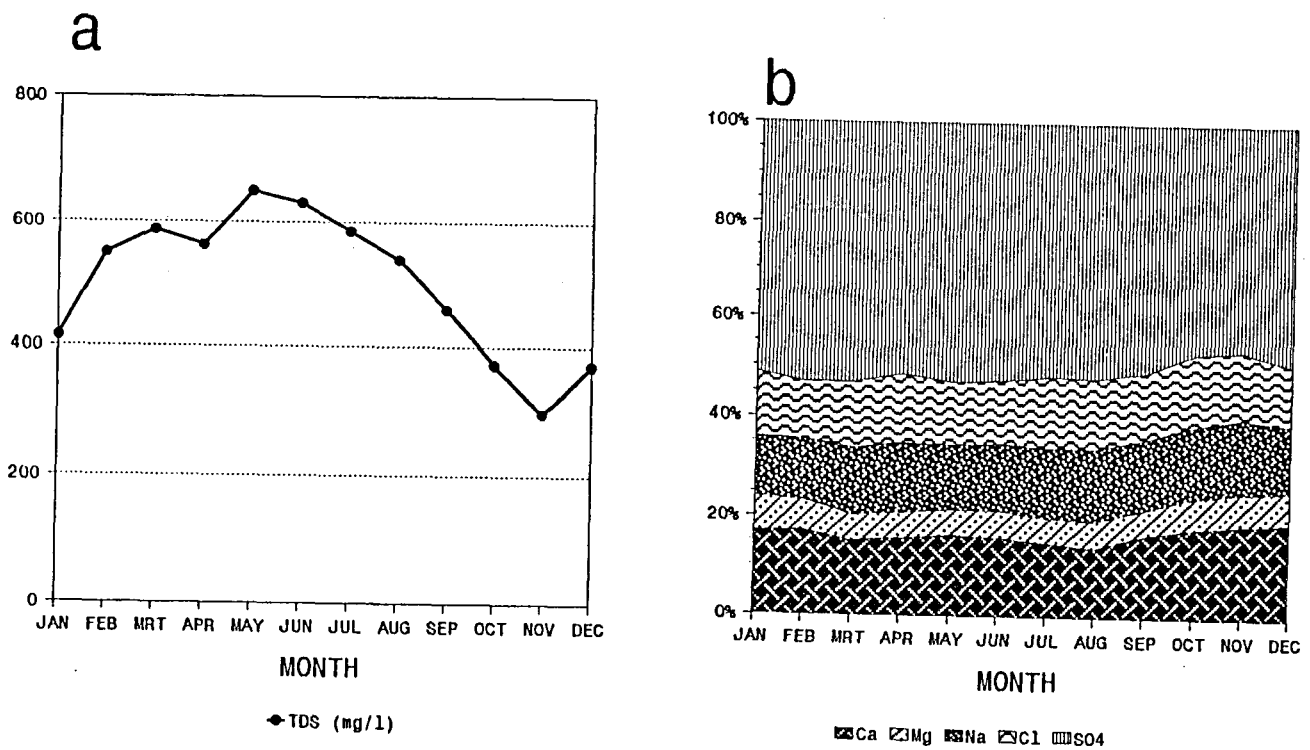 a
800
600
400
200
0
JAN FEB MRT APR MAY JUN JUL AUG SEP OCT NOV DEC
MONTH
TDS (mg/l)
b
100%
80%
60%
40%
20%
0%
JAN FEB MRT APR MAY JUN JUL AUG SEP OCT NOV DEC
MONTH
Ca Mg Na Cl SO4